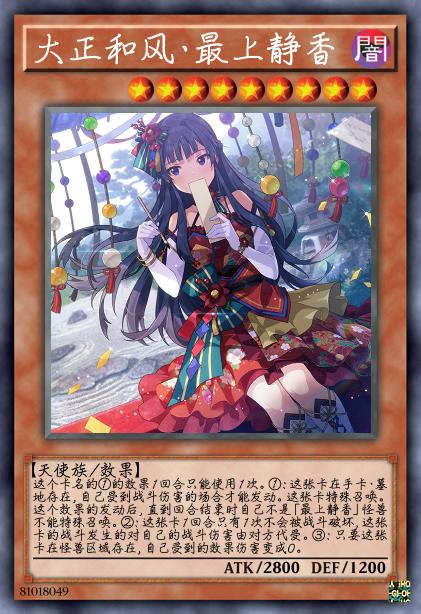 大正和风·最上静香
闇
【天使族/效果】
这个卡名的①的效果1回合只能使用1次。①:这张卡在手卡·墓
地存在,自己受到战斗伤害的场合才能发动。这张卡特殊召唤。
这个效果的发动后,直到回合结束时自己不是「最上静香」怪兽
不能特殊召唤。②:这张卡1回合只有1次不会被战斗破坏,这张
卡的战斗发生的对自己的战斗伤害由对方代受。③:只要这张
卡在怪兽区域存在,自己受到的效果伤害变成0。
ATK/2800 DEF/1200
81018049